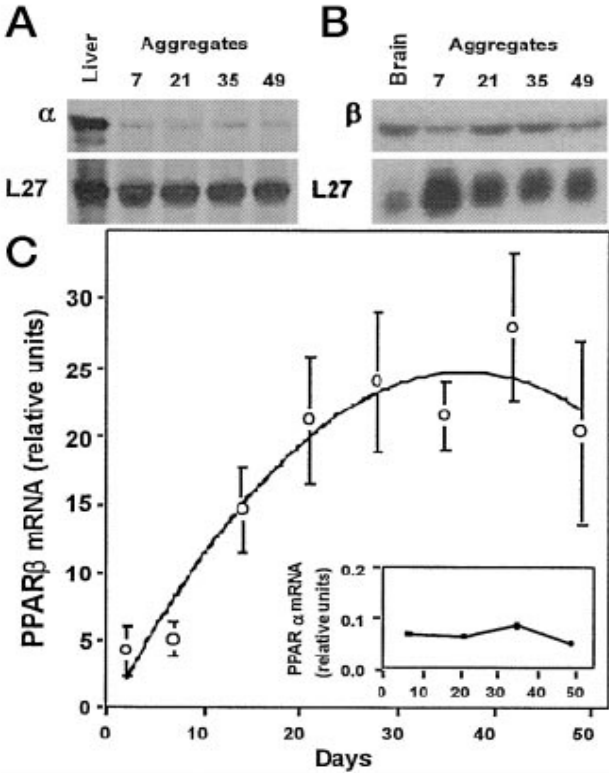 A
Liver
Aggregates
7 21 35 49
α
L27
B
Brain
Aggregates
7 21 35 49
β
L27
C
PPARβ mRNA (relative units)
30
25
20
15
10
5
0
0 10 20 30 40 50
Days
PPAR α mRNA
(relative units)
0.2
0.1
0.0
0 10 20 30 40 50